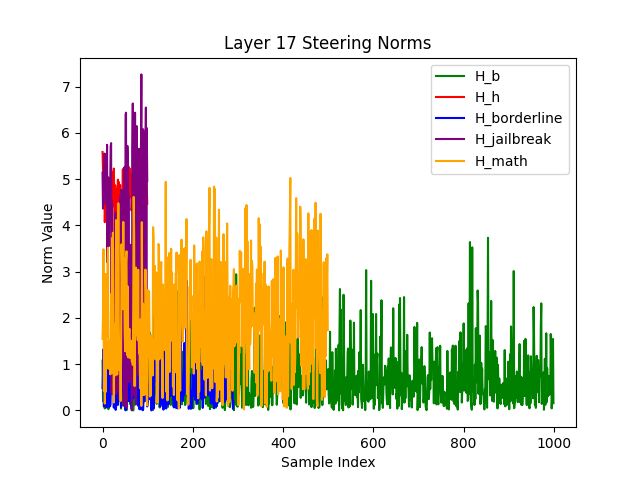 Layer 17 Steering Norms
H_b
H_h
H_borderline
H_jailbreak
H_math
Norm Value
7
6
5
4
3
2
1
0
0 200 400 600 800 1000
Sample Index